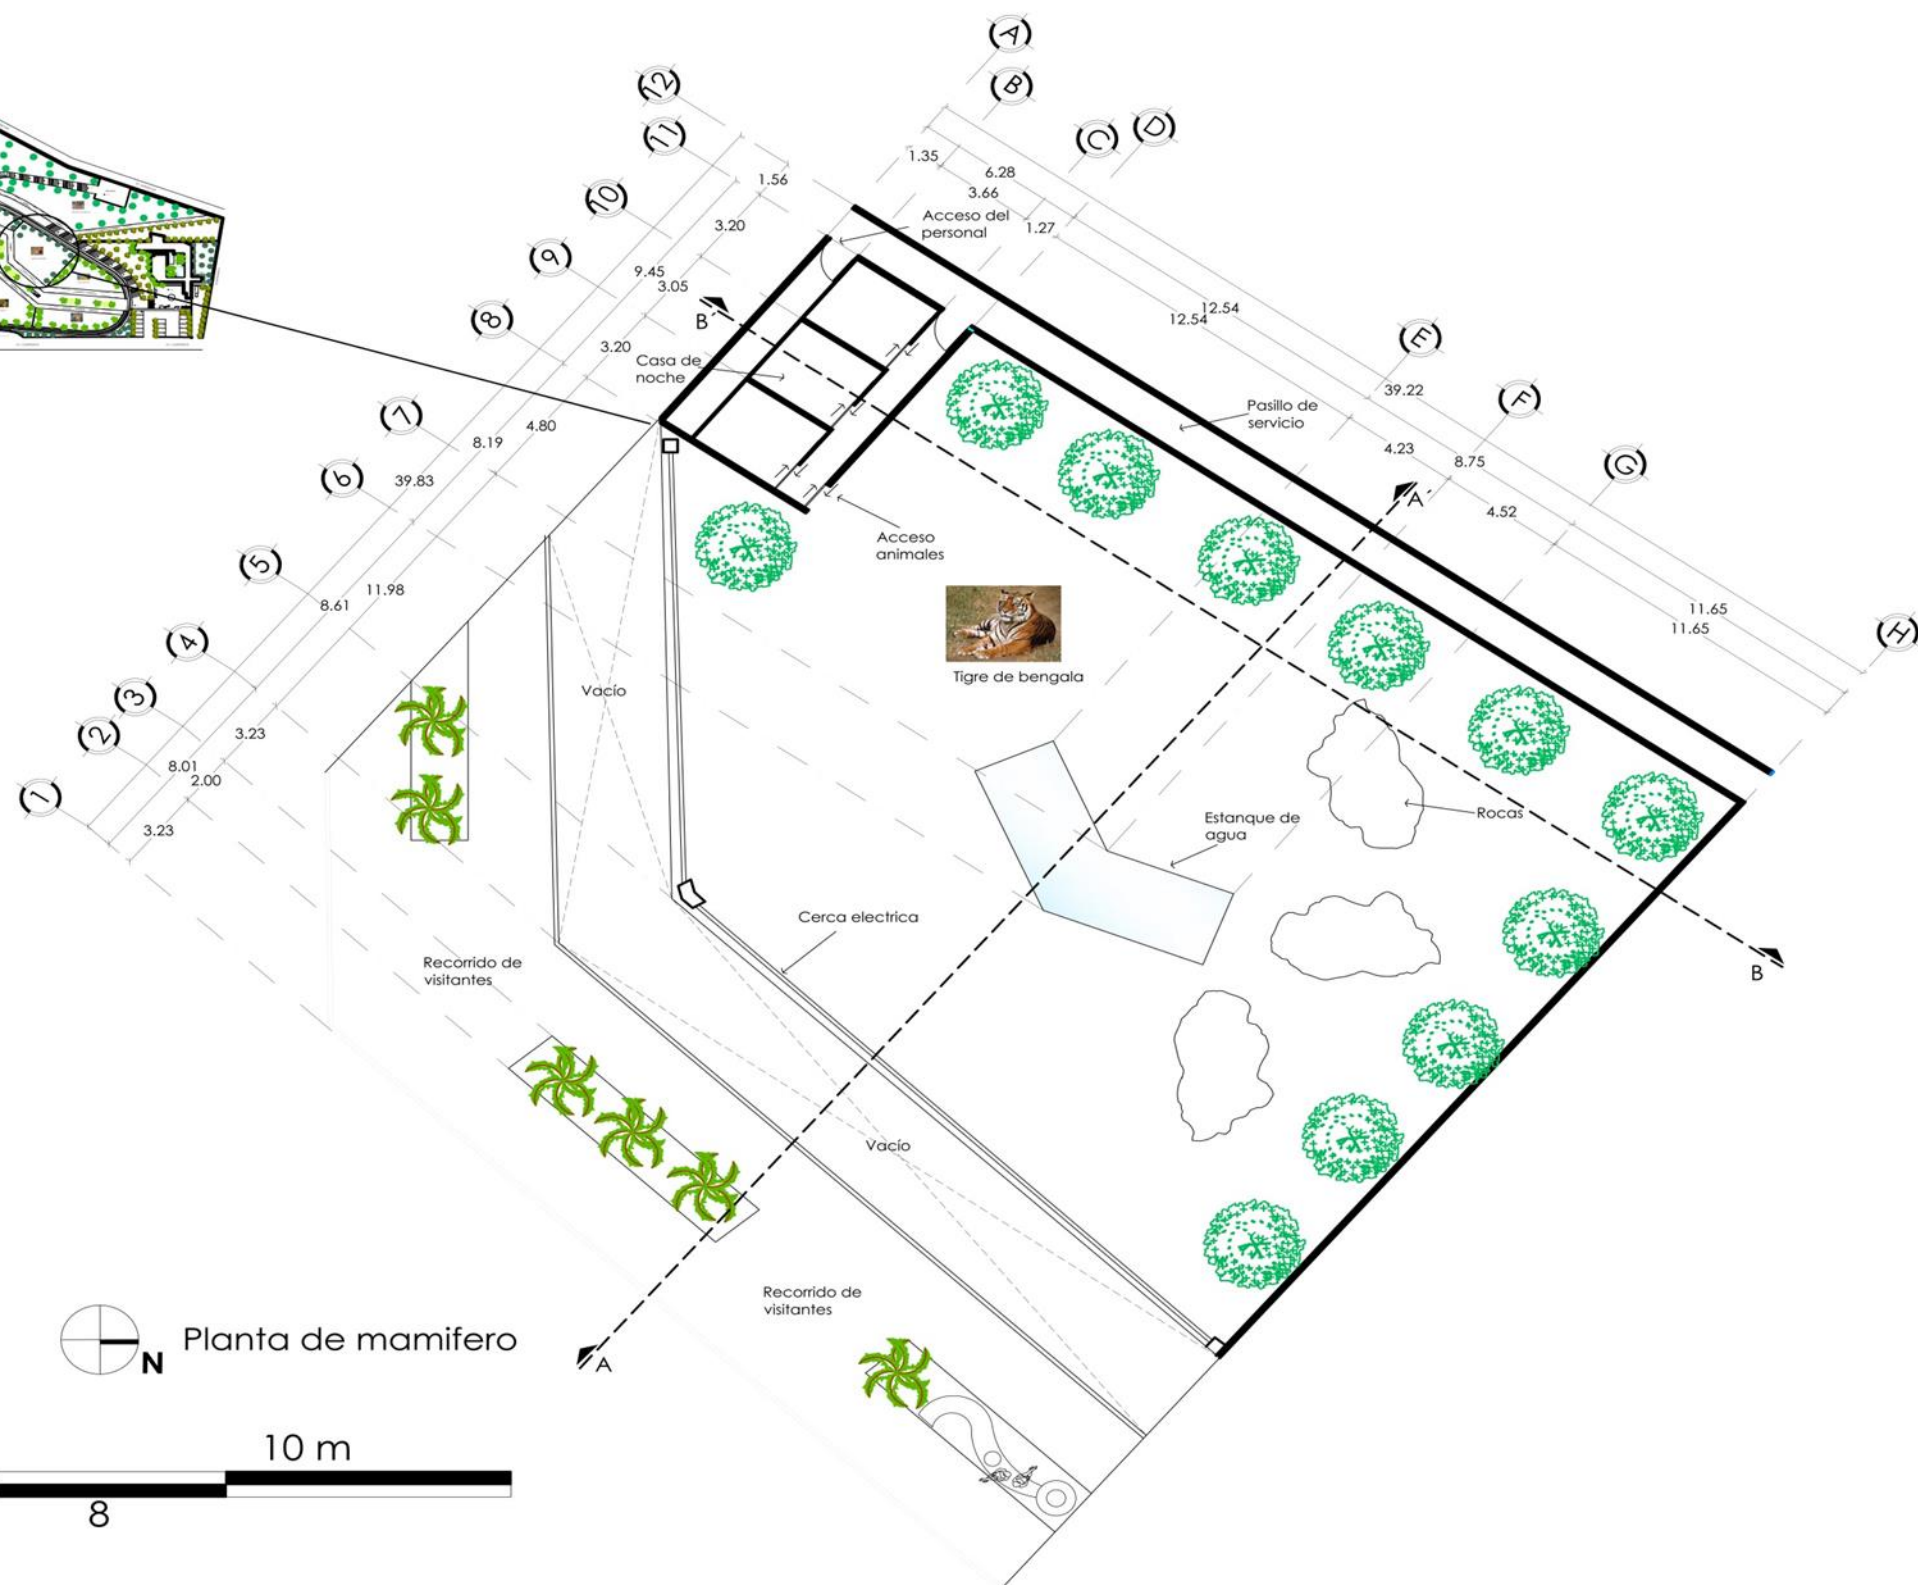 A
B
C
D
12
11
10
9
8
7
6
5
4
3
2
1
E
F
G
H
1.35
6.28
3.66
1.27
1.56
3.20
9.45
3.05
3.20
4.80
8.19
39.83
11.98
8.61
3.23
8.01
2.00
3.23
12.54
12.54
39.22
4.23
8.75
4.52
11.65
11.65
Acceso del
personal
B´
Casa de
noche
Pasillo de
servicio
A´
Acceso
animales
Tigre de bengala
Vacío
Rocas
Estanque de
agua
Cerca electrica
Recorrido de
visitantes
B
Vacío
Recorrido de
visitantes
A
N
Planta de mamifero
10 m
8